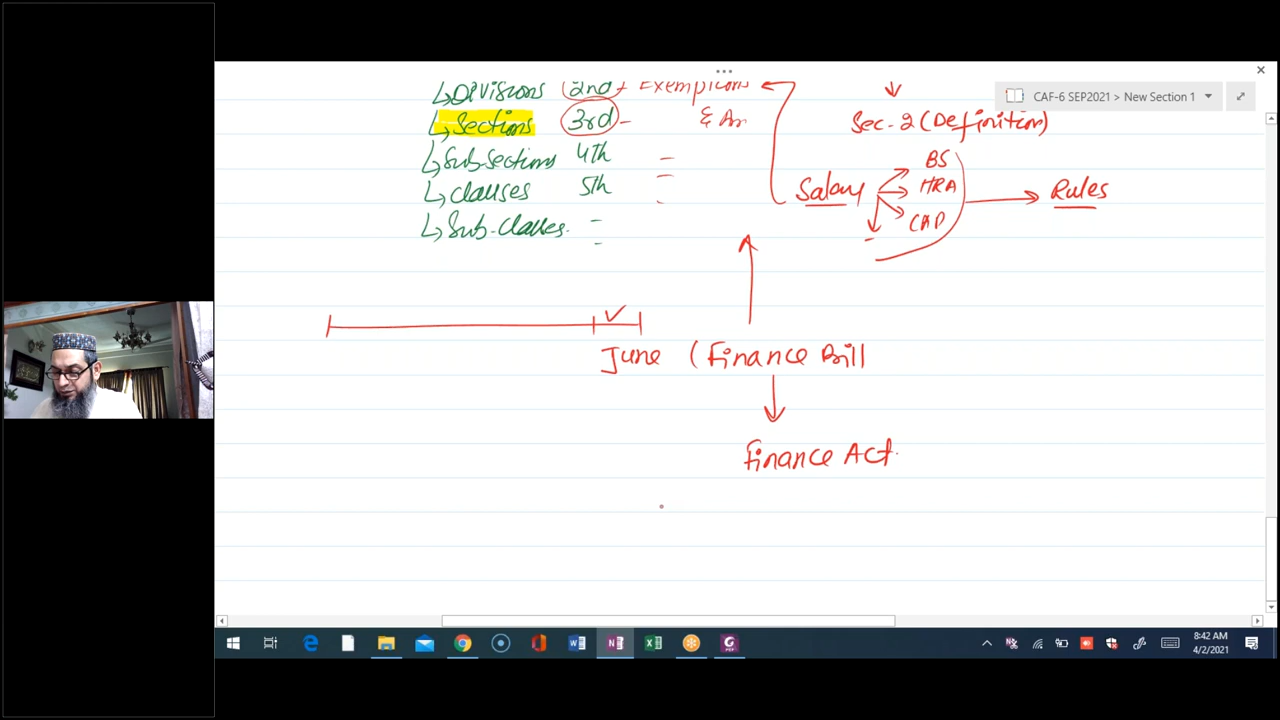 ↳ Divisions (2nd + Exemptions
CAF-6 SEP2021 > New Section 1
↳ Sections 3rd - & Am
Sec-2 (Definition)
↳ Sub-Sections 4th
BS
↳ clauses 5th
Salary HRA Rules
↳ Sub-Clauses.
June (Finance Bill
Finance Act.
8:42 AM
4/2/2021